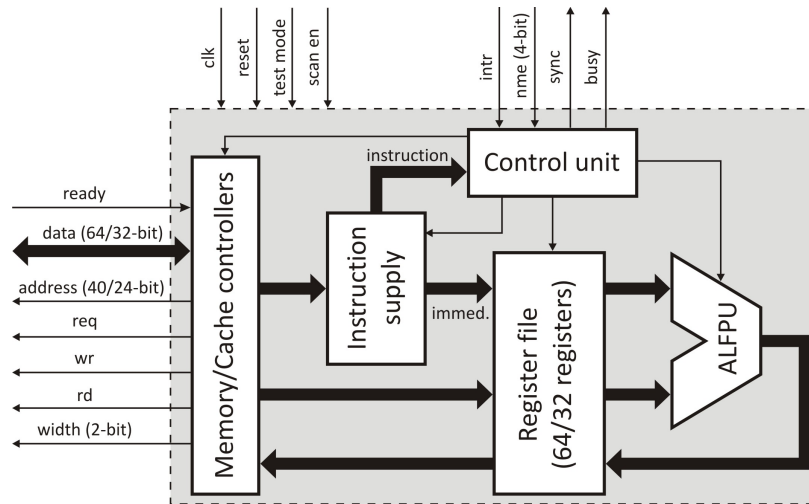 clk
reset
test mode
scan en
intr
nme (4-bit)
sync
busy
instruction
Control unit
ready
data (64/32-bit)
address (40/24-bit)
req
wr
rd
width (2-bit)
Memory/Cache controllers
Instruction
supply
immed.
Register file
(64/32 registers)
ALFPU